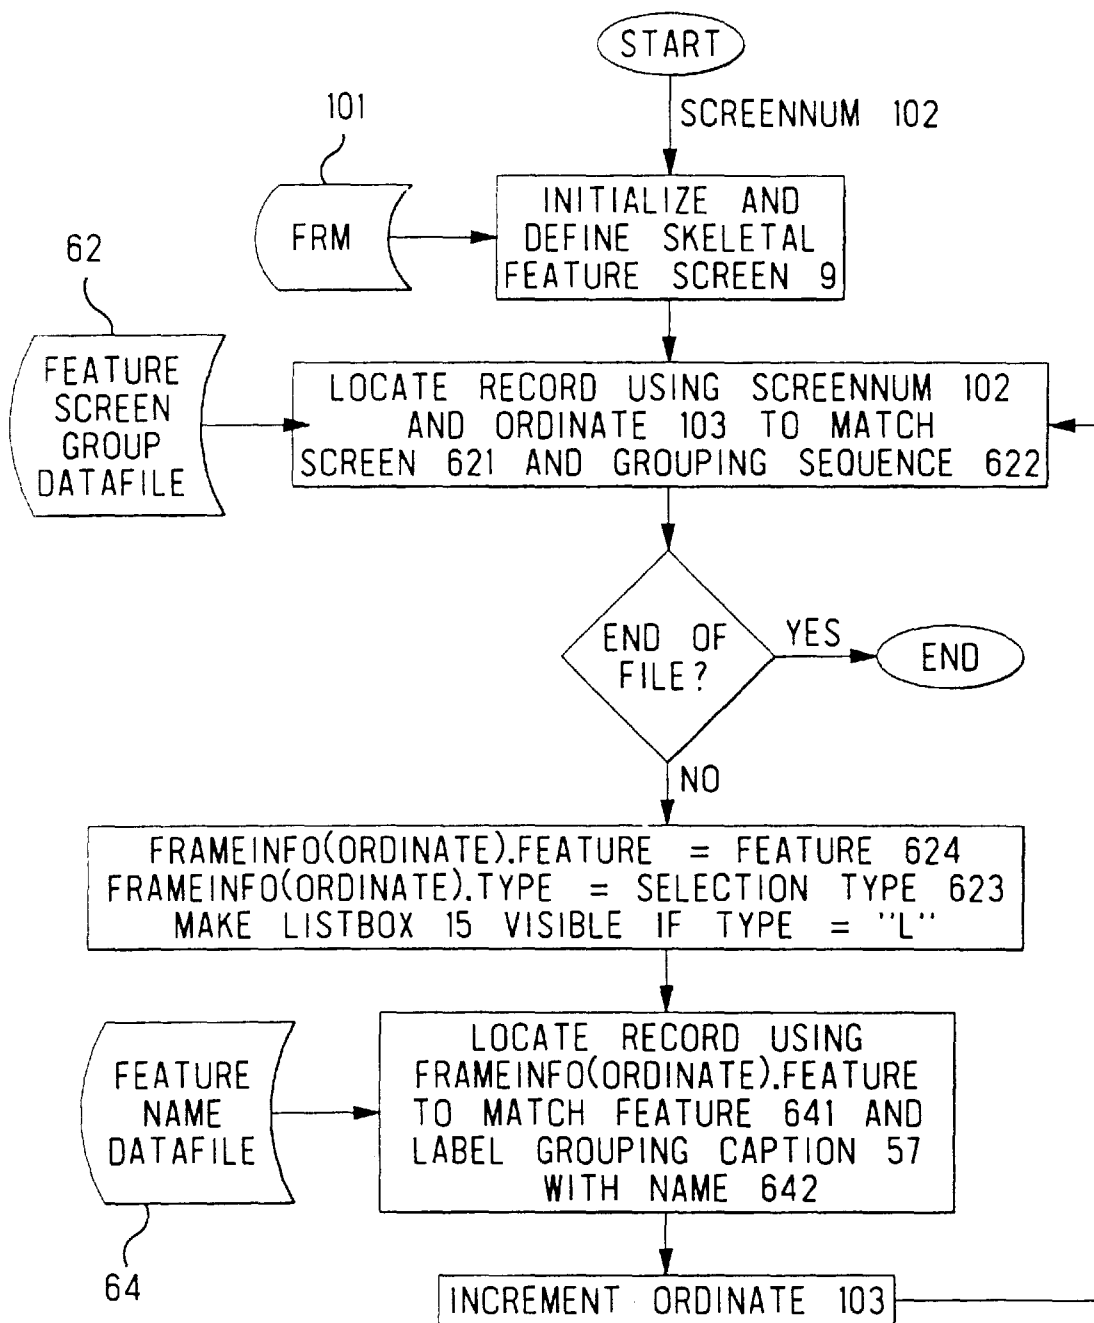 START
SCREENNUM 102
101
FRM
INITIALIZE AND
DEFINE SKELETAL
FEATURE SCREEN 9
62
FEATURE
SCREEN
GROUP
DATAFILE
LOCATE RECORD USING SCREENNUM 102
AND ORDINATE 103 TO MATCH
SCREEN 621 AND GROUPING SEQUENCE 622
END OF
FILE?
YES
END
NO
FRAMEINFO(ORDINATE).FEATURE = FEATURE 624
FRAMEINFO(ORDINATE).TYPE = SELECTION TYPE 623
MAKE LISTBOX 15 VISIBLE IF TYPE = "L"
FEATURE
NAME
DATAFILE
64
LOCATE RECORD USING
FRAMEINFO(ORDINATE).FEATURE
TO MATCH FEATURE 641 AND
LABEL GROUPING CAPTION 57
WITH NAME 642
INCREMENT ORDINATE 103